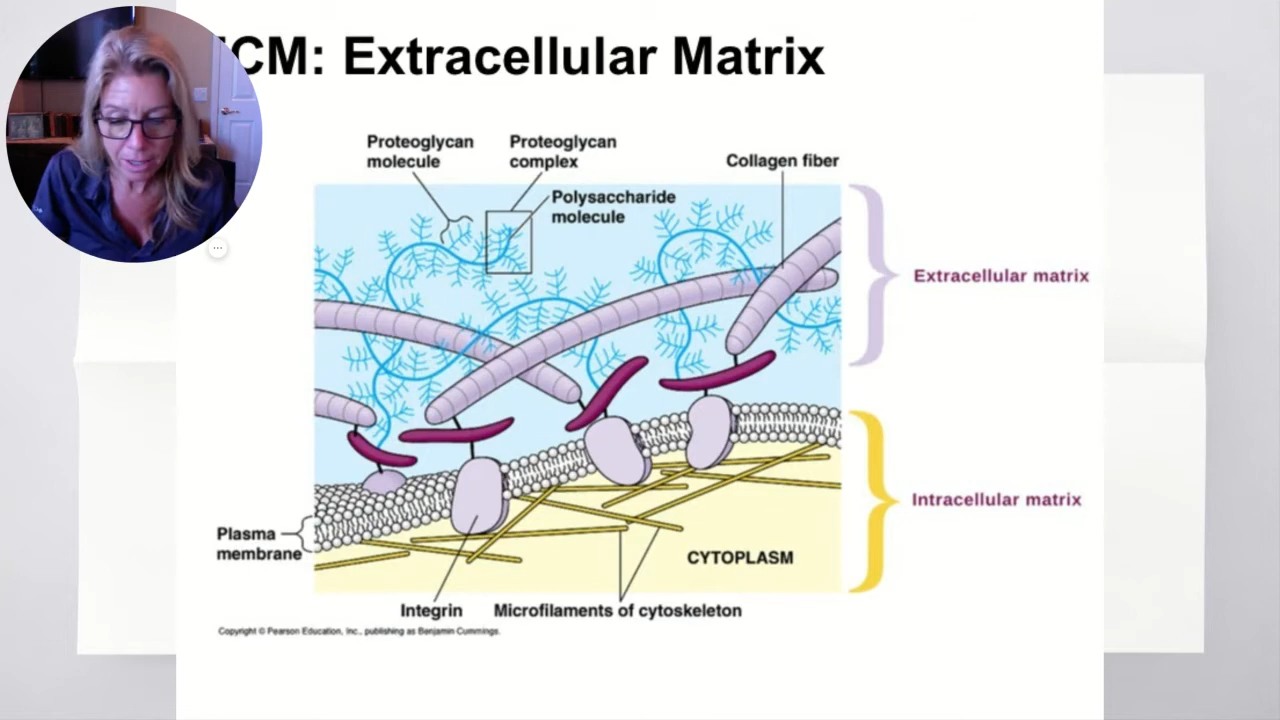 CM: Extracellular Matrix
Proteoglycan
molecule
Proteoglycan
complex
Collagen fiber
Polysaccharide
molecule
Extracellular matrix
Intracellular matrix
Plasma
membrane
CYTOPLASM
Integrin
Microfilaments of cytoskeleton
Copyright © Pearson Education, Inc., publishing as Benjamin Cummings.